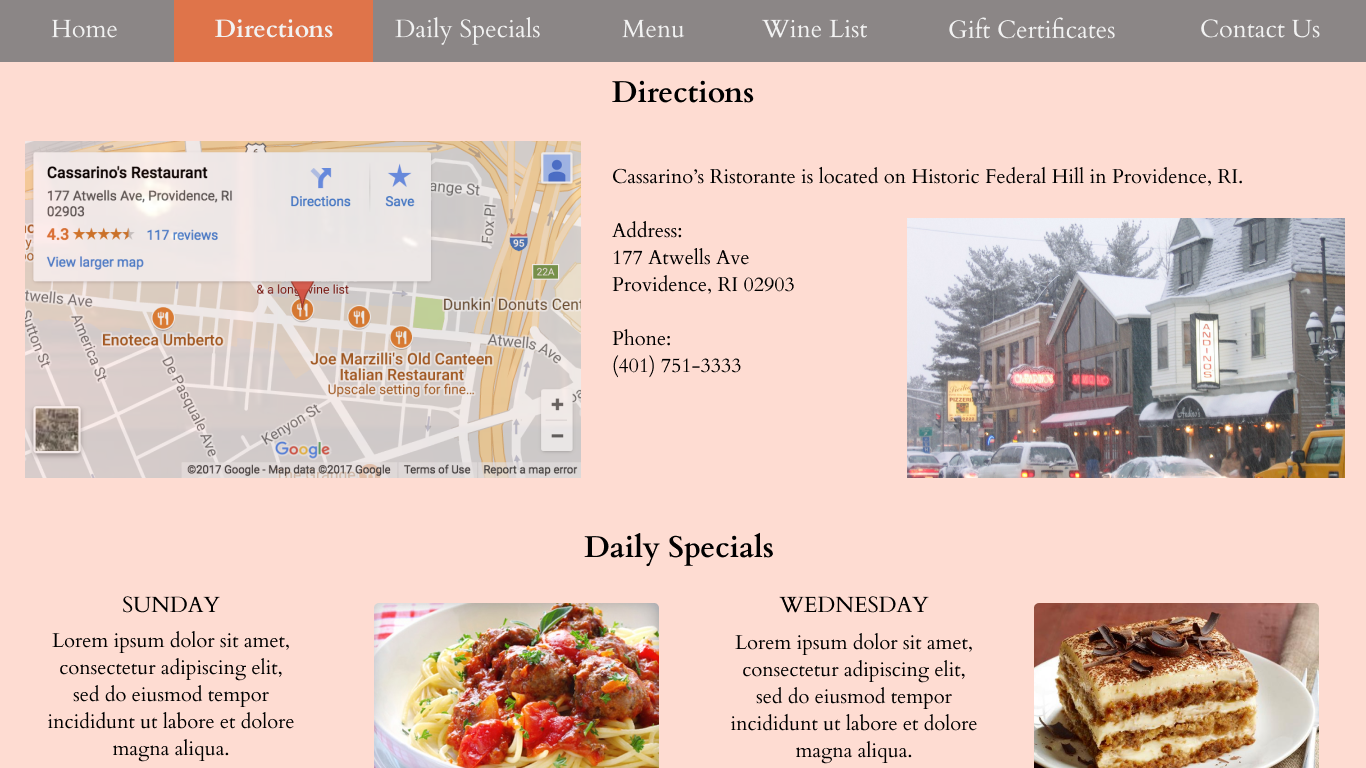 Home
Directions
Daily Specials
Menu
Wine List
Gift Certificates
Contact Us
Directions
Cassarino's Restaurant
177 Atwells Ave, Providence, RI
02903
4.3
117 reviews
View larger map
Directions
Save
6
ange St
Fox Pl
95
22A
twells Ave
& a long wine list
Dunkin' Donuts Cent
Enoteca Umberto
Joe Marzilli's Old Canteen
Italian Restaurant
Upscale setting for fine...
Atwells Ave
utton St
America St
De Pasquale Ave
Kenyon St
+
−
Google
©2017 Google - Map data ©2017 Google
Terms of Use
Report a map error
Cassarino’s Ristorante is located on Historic Federal Hill in Providence, RI.
Address:
177 Atwells Ave
Providence, RI 02903
Phone:
(401) 751-3333
ANDINOS
Andino's
PIZZERIA
Daily Specials
SUNDAY
Lorem ipsum dolor sit amet,
consectetur adipiscing elit,
sed do eiusmod tempor
incididunt ut labore et dolore
magna aliqua.
WEDNESDAY
Lorem ipsum dolor sit amet,
consectetur adipiscing elit,
sed do eiusmod tempor
incididunt ut labore et dolore
magna aliqua.